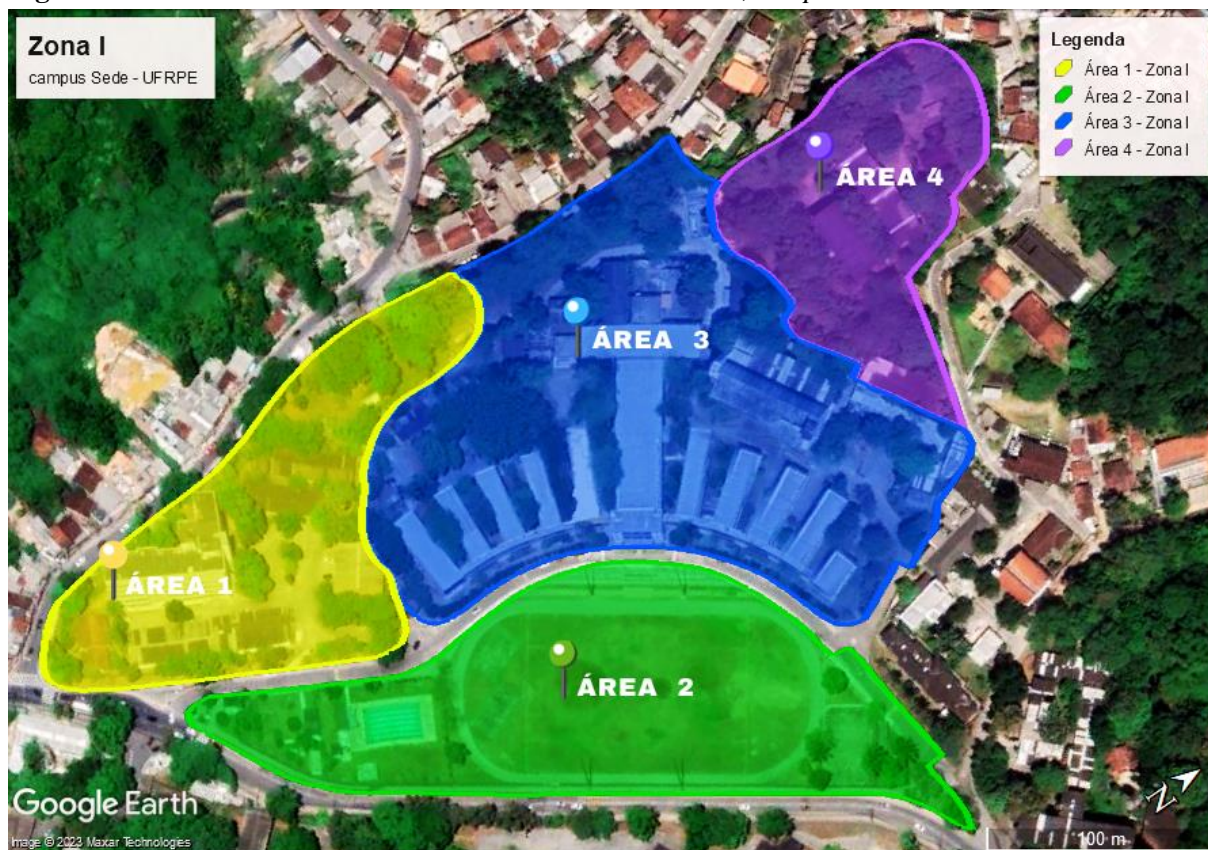 Zona I
campus Sede - UFRPE
Legenda
Área 1 - Zona I
Área 2 - Zona I
Área 3 - Zona I
Área 4 - Zona I
ÁREA 4
ÁREA 3
ÁREA 1
ÁREA 2
Google Earth
Image © 2023 Maxar Technologies
N
100 m